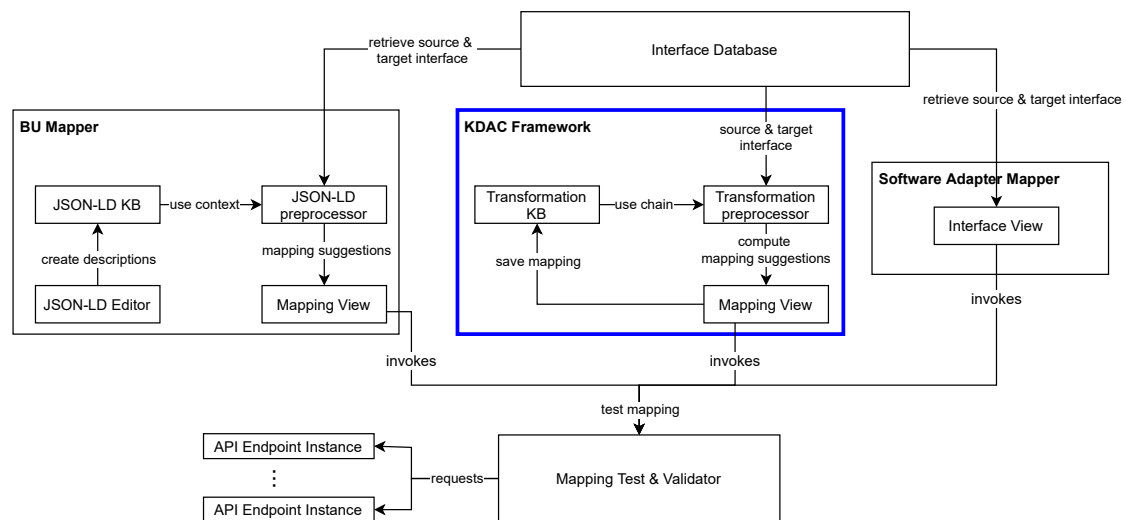 Interface Database
retrieve source &
target interface
retrieve source & target interface
BU Mapper
KDAC Framework
source & target
interface
Software Adapter Mapper
JSON-LD KB
use context
JSON-LD
preprocessor
Transformation
KB
use chain
Transformation
preprocessor
Interface View
create descriptions
mapping suggestions
save mapping
compute
mapping suggestions
JSON-LD Editor
Mapping View
Mapping View
invokes
invokes
invokes
test mapping
API Endpoint Instance
⋮
API Endpoint Instance
requests
Mapping Test & Validator